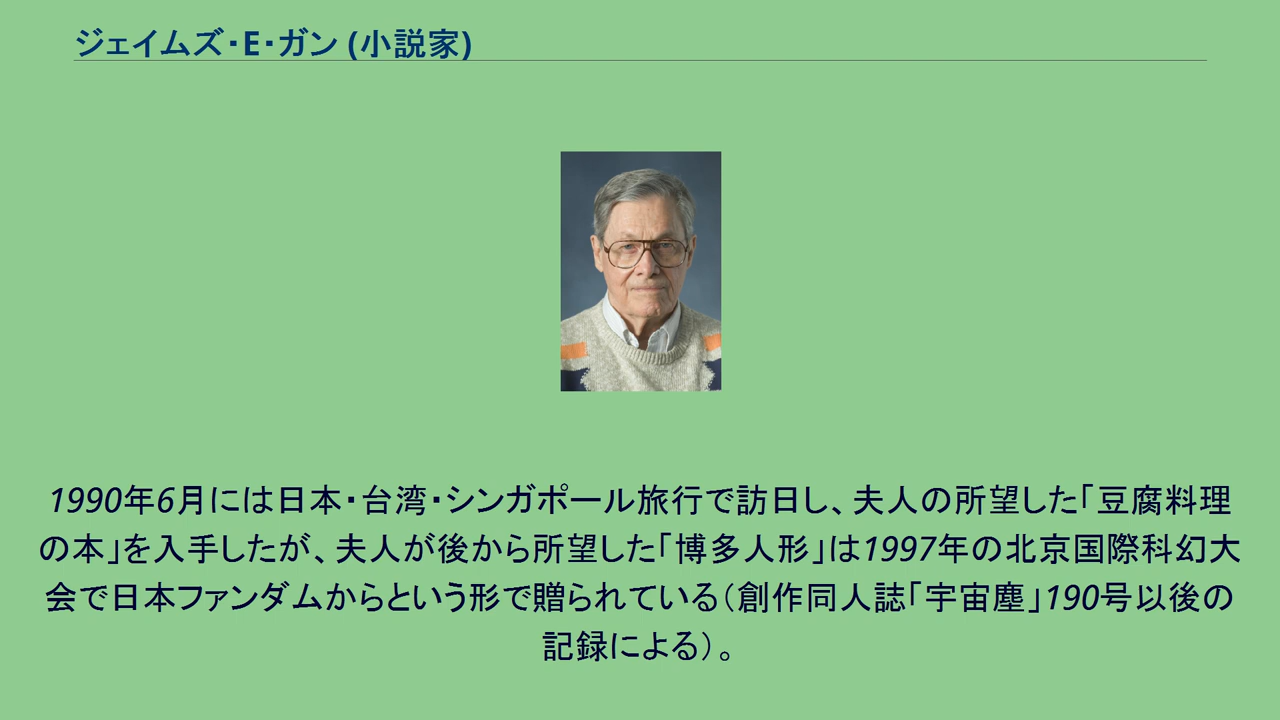 ジェイムズ・E・ガン (小説家)
1990年6月には日本・台湾・シンガポール旅行で訪日し、夫人の所望した「豆腐料理
の本」を入手したが、夫人が後から所望した「博多人形」は1997年の北京国際科幻大
会で日本ファンダムからという形で贈られている（創作同人誌「宇宙塵」190号以後の
記録による）。